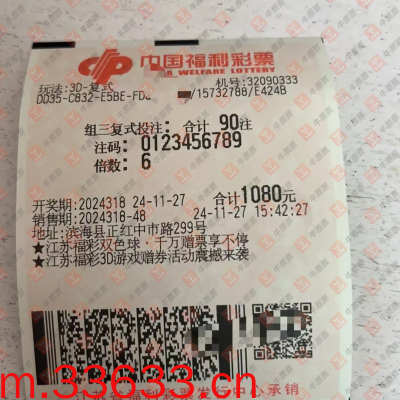 中国福利彩票
A WELFARE LOTTERY
玩法:3D-复式 机号:32090333
DD35-C832-E5BE-FD /15732788/E424B
组三复式投注: 合计 90注
注码: 0123456789
倍数: 6
开奖期:2024318 24-11-27 合计1080元
销售期:2024318-48 24-11-27 15:42:27
地址:滨海县正红中市路299号
★江苏福彩双色球·千万赠票享不停
★江苏福彩3D游戏赠券活动震撼来袭
m.33633.cn
中心承销